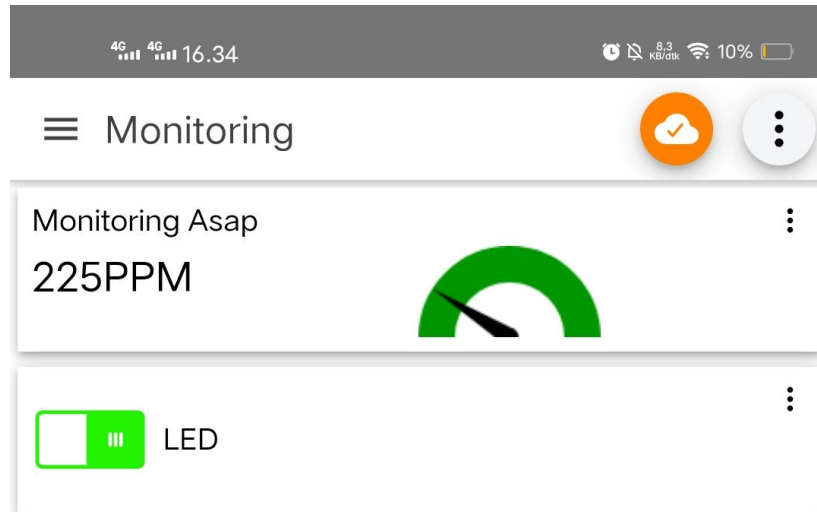 4G 4G 16.34 8,3 KB/dtk 10%
Monitoring
Monitoring Asap
225PPM
LED